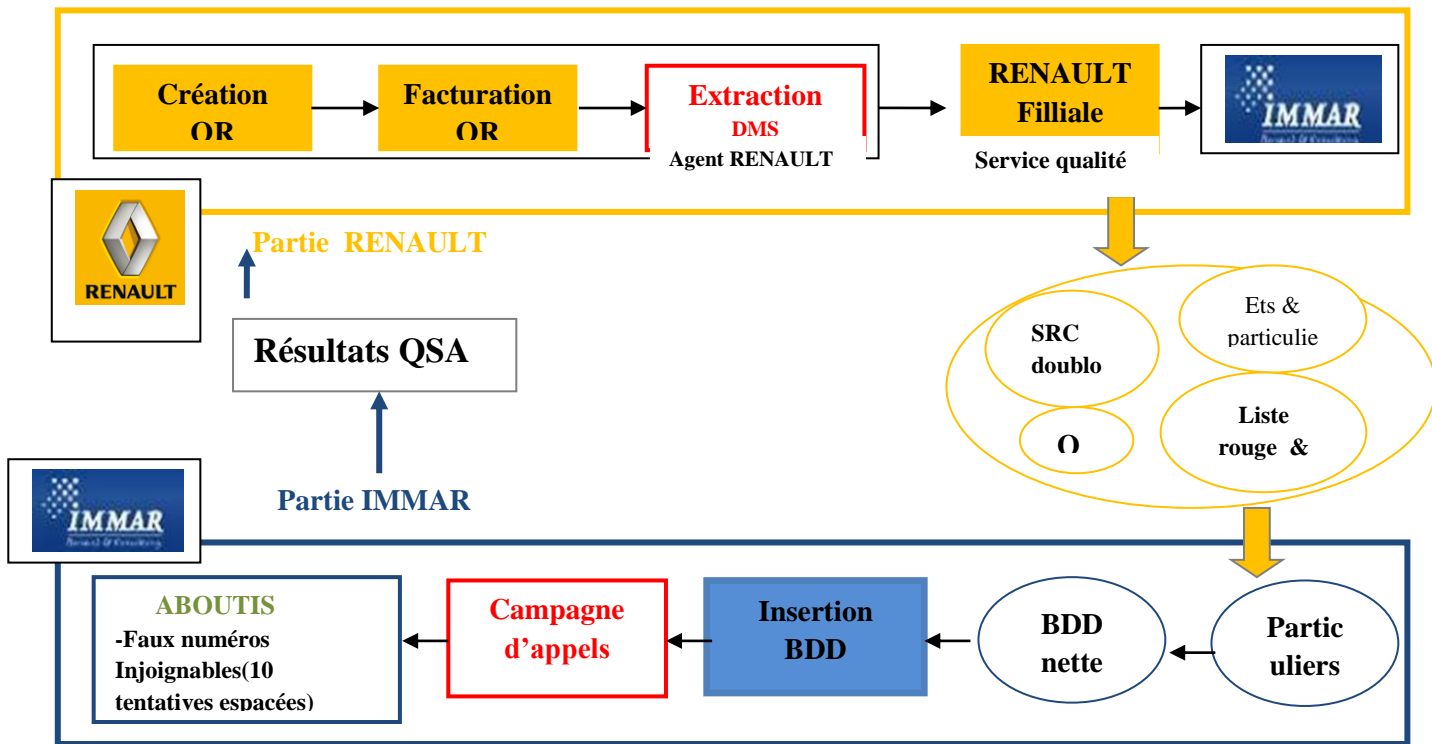 Création
OR
Facturation
OR
Extraction
DMS
Agent RENAULT
RENAULT
Filliale
Service qualité
IMMAR
RENAULT
Partie RENAULT
Résultats QSA
Partie IMMAR
SRC
doublo
Ets &
particulie
O
Liste
rouge &
IMMAR
ABOUTIS
-Faux numéros
Injoignables(10
tentatives espacées)
Campagne
d’appels
Insertion
BDD
BDD
nette
Partic
uliers